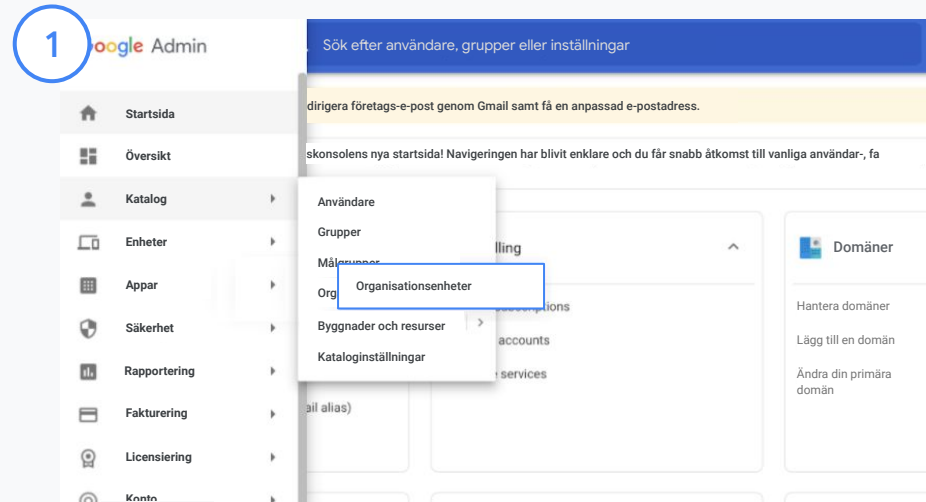 1
oogle Admin
Sök efter användare, grupper eller inställningar
Startsida
dirigera företags-e-post genom Gmail samt få en anpassad e-postadress.
Översikt
skonsolens nya startsida! Navigeringen har blivit enklare och du får snabb åtkomst till vanliga användar-, fa
Katalog
Användare
Grupper
Målgrupper
Org
Organisationsenheter
Byggnader och resurser
Kataloginställningar
Enheter
Appar
Säkerhet
Rapportering
Fakturering
Licensiering
Konto
lling
accounts
services
ail alias)
Domäner
Hantera domäner
Lägg till en domän
Ändra din primära
domän